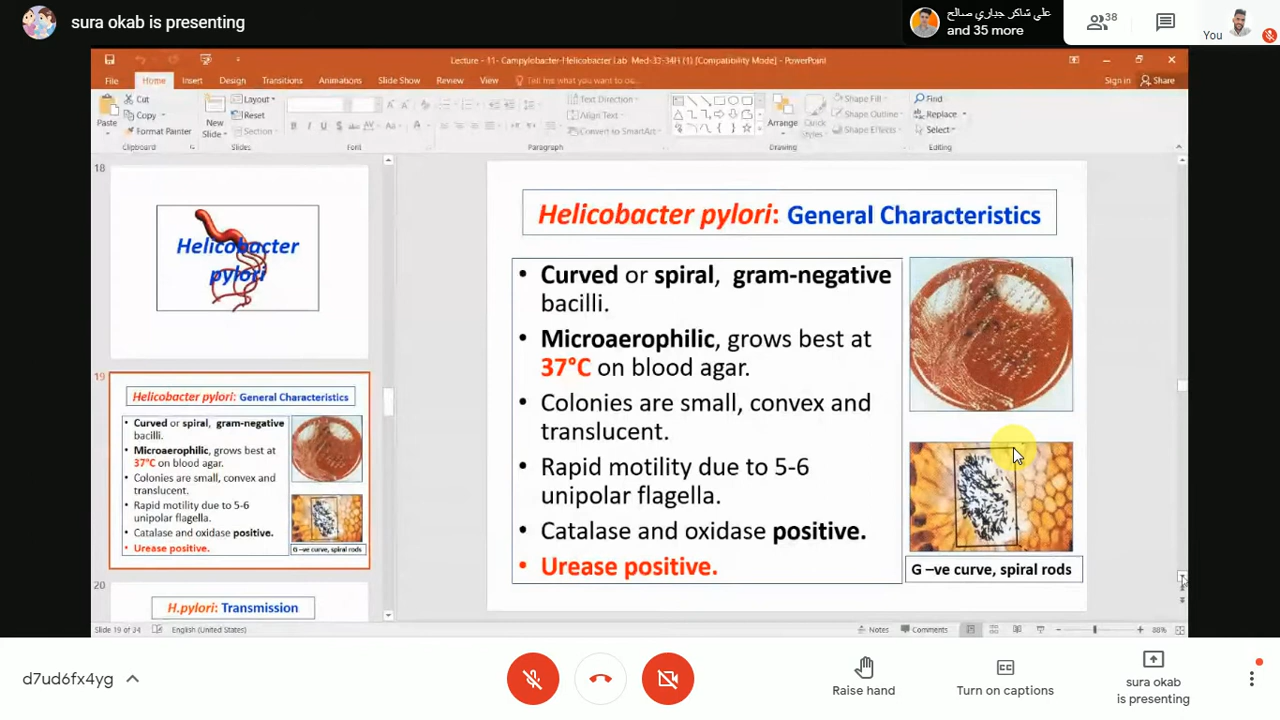 sura okab is presenting
علي شاكر جباري صالح
and 35 more
38
You
Lecture - 11- Campylobacter-Helicobacter Lab Med-33-34H (1) [Compatibility Mode] - PowerPoint
File Home Insert Design Transitions Animations Slide Show Review View Tell me what you want to do...
Sign in Share
Paste
Cut
Copy
Format Painter
Clipboard
New
Slide
Layout
Reset
Section
Slides
Font
Text Direction
Align Text
Convert to SmartArt
Paragraph
Arrange
Quick
Styles
Shape Fill
Shape Outline
Shape Effects
Drawing
Find
Replace
Select
Editing
18
Helicobacter
pylori
19
Helicobacter pylori: General Characteristics
• Curved or spiral, gram-negative
bacilli.
• Microaerophilic, grows best at
37°C on blood agar.
• Colonies are small, convex and
translucent.
• Rapid motility due to 5-6
unipolar flagella.
• Catalase and oxidase positive.
• Urease positive.
G –ve curve, spiral rods
20
H.pylori: Transmission
Helicobacter pylori: General Characteristics
• Curved or spiral, gram-negative
bacilli.
• Microaerophilic, grows best at
37°C on blood agar.
• Colonies are small, convex and
translucent.
• Rapid motility due to 5-6
unipolar flagella.
• Catalase and oxidase positive.
• Urease positive.
G –ve curve, spiral rods
Slide 19 of 34 English (United States)
Notes Comments 88%
d7ud6fx4yg
Raise hand
Turn on captions
sura okab
is presenting